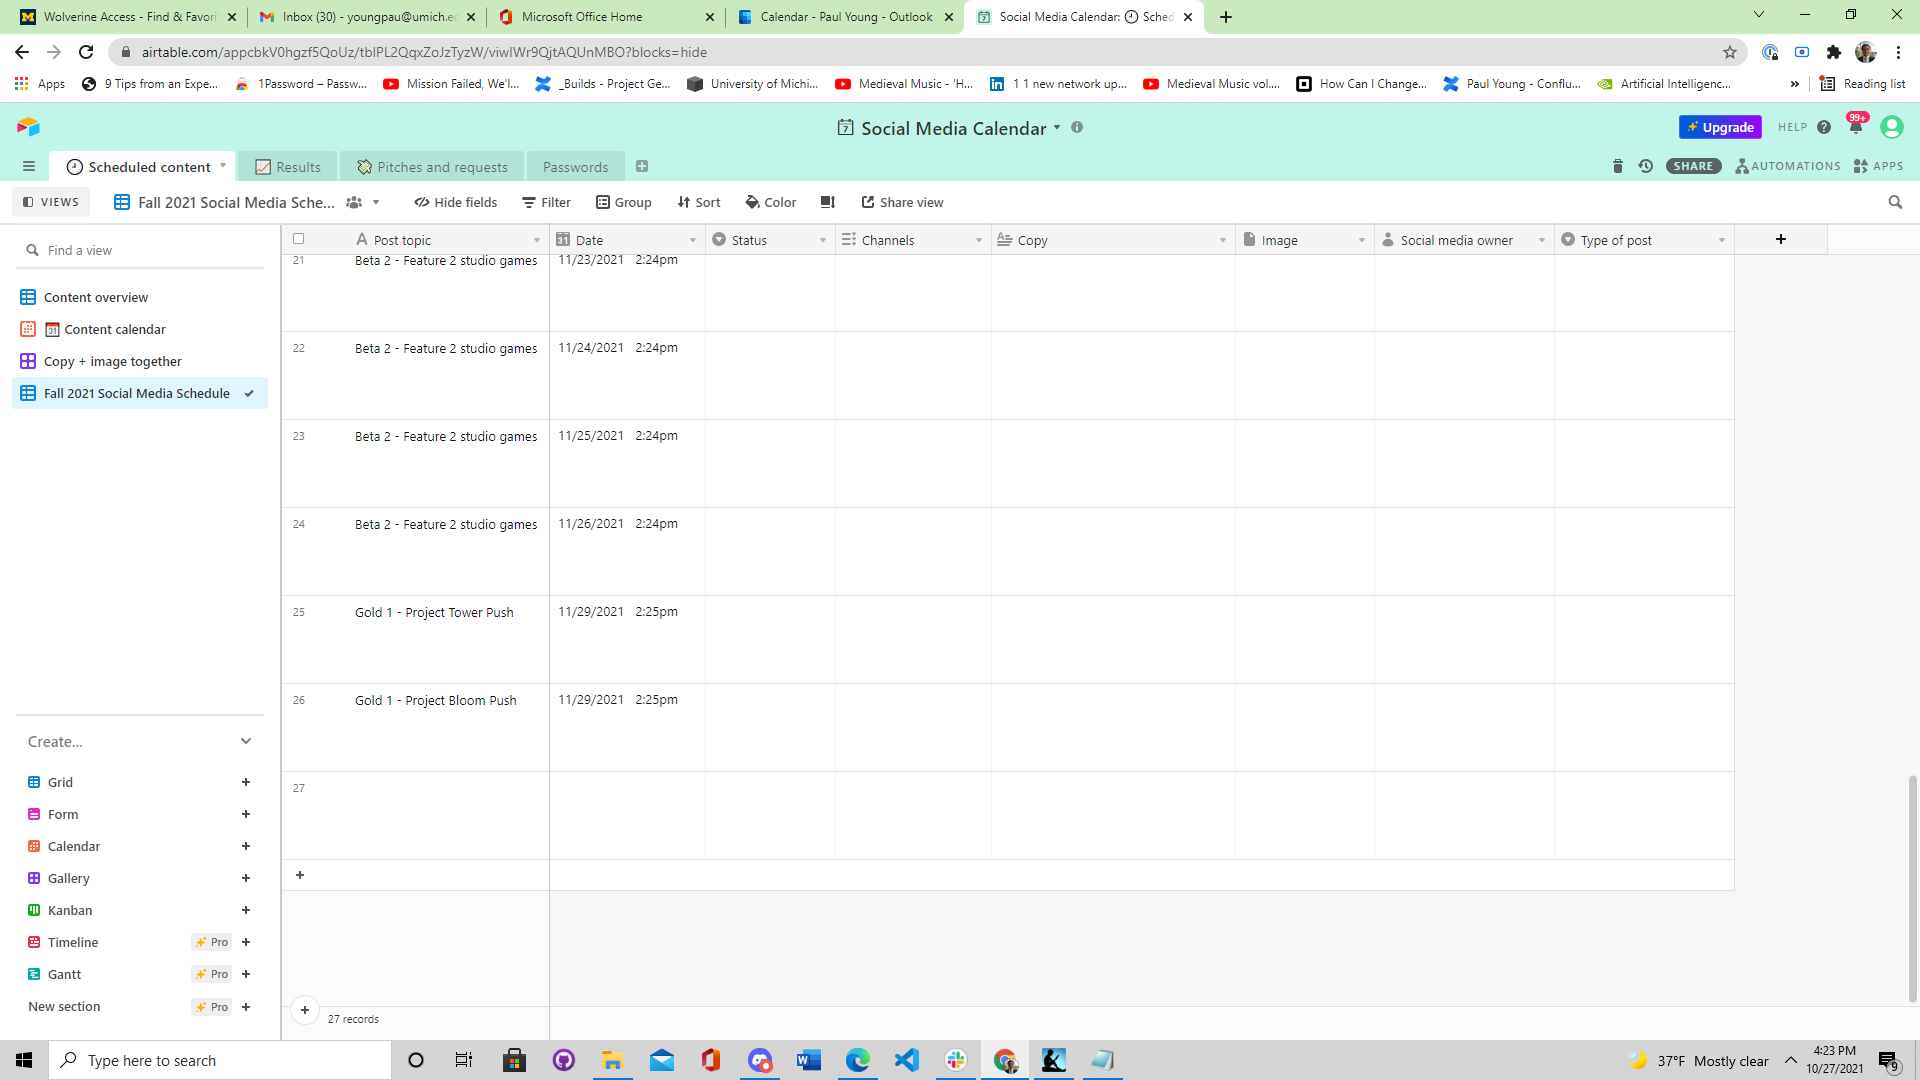 Wolverine Access - Find & Favori
Inbox (30) - youngpau@umich.ec
Microsoft Office Home
Calendar - Paul Young - Outlook
Social Media Calendar: Sched
airtable.com/appcbkV0hgzf5QoUz/tblPL2QqxZoJzTyzW/viwIWr9QjtAQUnMBO?blocks=hide
Apps
9 Tips from an Expe...
1Password – Passw...
Mission Failed, We'l...
_Builds - Project Ge...
University of Michi...
Medieval Music - 'H...
1 1 new network up...
Medieval Music vol....
How Can I Change...
Paul Young - Conflu...
Artificial Intelligenc...
»
Reading list
Social Media Calendar
Upgrade
HELP
99+
Scheduled content
Results
Pitches and requests
Passwords
SHARE
AUTOMATIONS
APPS
VIEWS
Fall 2021 Social Media Sche...
Hide fields
Filter
Group
Sort
Color
Share view
Find a view
Content overview
Content calendar
Copy + image together
Fall 2021 Social Media Schedule
Create...
Grid
Form
Calendar
Gallery
Kanban
Timeline Pro
Gantt Pro
New section Pro
Post topic Date Status Channels Copy Image Social media owner Type of post
21 Beta 2 - Feature 2 studio games 11/23/2021 2:24pm
22 Beta 2 - Feature 2 studio games 11/24/2021 2:24pm
23 Beta 2 - Feature 2 studio games 11/25/2021 2:24pm
24 Beta 2 - Feature 2 studio games 11/26/2021 2:24pm
25 Gold 1 - Project Tower Push 11/29/2021 2:25pm
26 Gold 1 - Project Bloom Push 11/29/2021 2:25pm
27
27 records
Type here to search
37°F Mostly clear
4:23 PM
10/27/2021
9